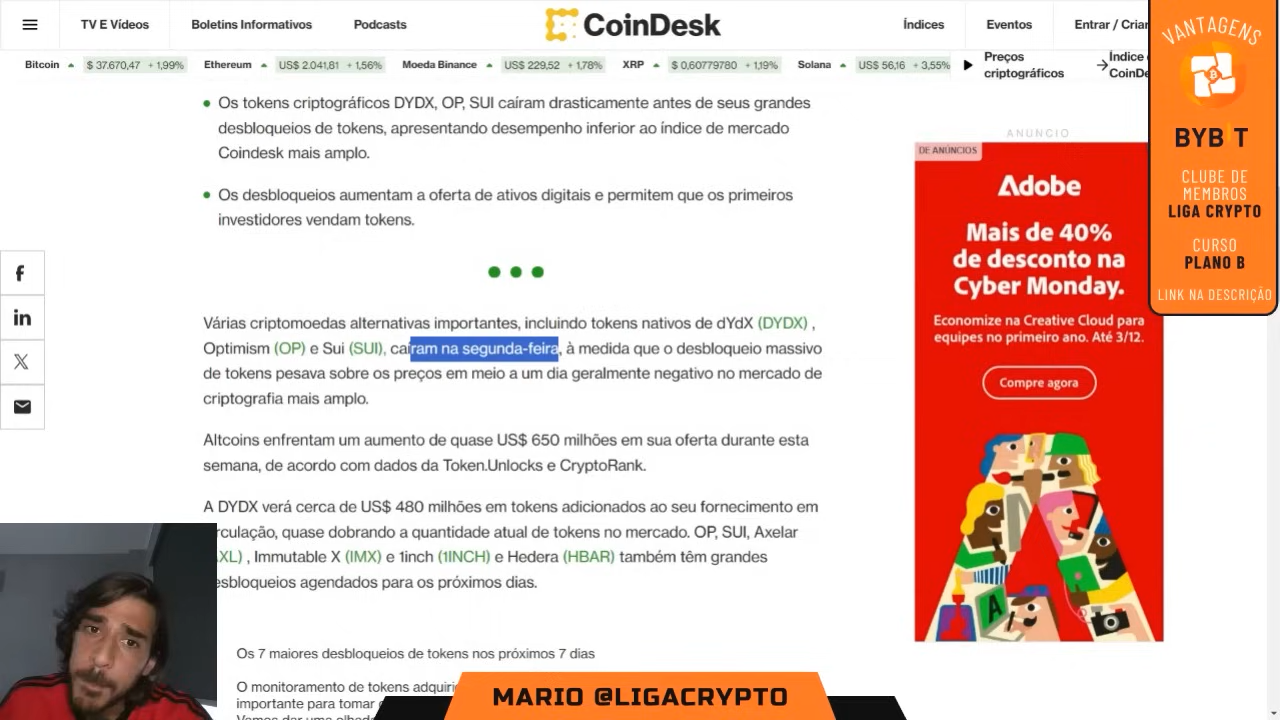 TV E Vídeos
Boletins Informativos
Podcasts
CoinDesk
Índices
Eventos
Entrar / Criar
Bitcoin $ 37.670,47 + 1,99%
Ethereum US$ 2.041,81 + 1,56%
Moeda Binance US$ 229,52 + 1,78%
XRP $ 0,60779780 + 1,19%
Solana US$ 56,16 + 3,55%
Preços
criptográficos
Índice
CoinDe
Os tokens criptográficos DYDX, OP, SUI caíram drasticamente antes de seus grandes
desbloqueios de tokens, apresentando desempenho inferior ao índice de mercado
Coindesk mais amplo.
Os desbloqueios aumentam a oferta de ativos digitais e permitem que os primeiros
investidores vendam tokens.
Várias criptomoedas alternativas importantes, incluindo tokens nativos de dYdX (DYDX) ,
Optimism (OP) e Sui (SUI), caíram na segunda-feira, à medida que o desbloqueio massivo
de tokens pesava sobre os preços em meio a um dia geralmente negativo no mercado de
criptografia mais amplo.
Altcoins enfrentam um aumento de quase US$ 650 milhões em sua oferta durante esta
semana, de acordo com dados da Token.Unlocks e CryptoRank.
A DYDX verá cerca de US$ 480 milhões em tokens adicionados ao seu fornecimento em
rculação, quase dobrando a quantidade atual de tokens no mercado. OP, SUI, Axelar
XL) , Immutable X (IMX) e 1inch (1INCH) e Hedera (HBAR) também têm grandes
esbloqueios agendados para os próximos dias.
Os 7 maiores desbloqueios de tokens nos próximos 7 dias
O monitoramento de tokens adquiri
importante para tomar
Vamos dar uma olhad
ANÚNCIO
DE ANÚNCIOS
Adobe
Mais de 40%
de desconto na
Cyber Monday.
Economize na Creative Cloud para
equipes no primeiro ano. Até 3/12.
Compre agora
A
VANTAGENS
BYBIT
CLUBE DE
MEMBROS
LIGA CRYPTO
CURSO
PLANO B
LINK NA DESCRIÇÃO
MARIO @LIGACRYPTO